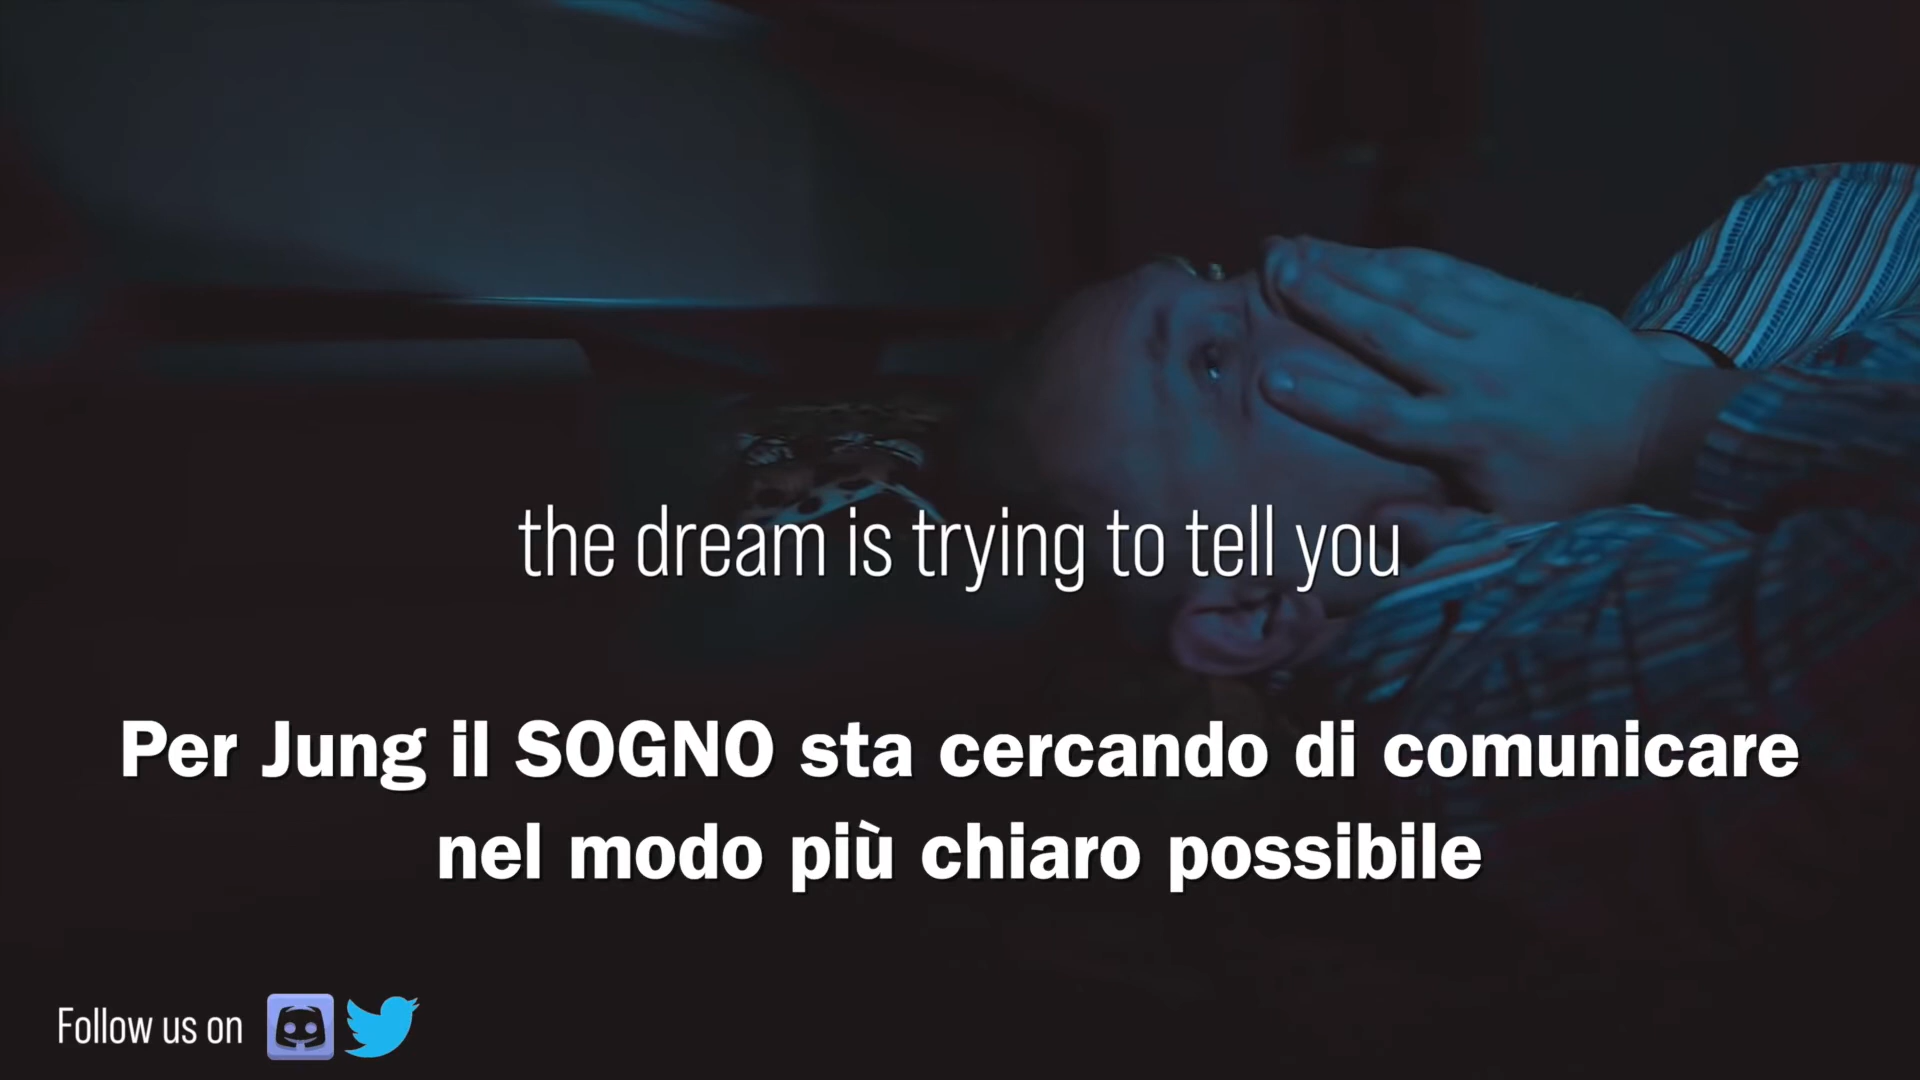 the dream is trying to tell you
Per Jung il SOGNO sta cercando di comunicare
nel modo più chiaro possibile
Follow us on